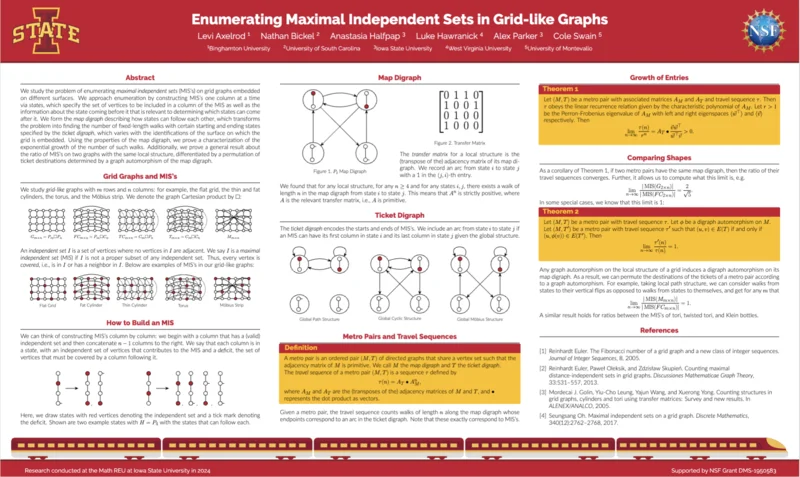 IOWA STATE
Enumerating Maximal Independent Sets in Grid-like Graphs
Levi Axelrod ¹ Nathan Bickel ² Anastasia Halfpap ³ Luke Hawranick ⁴ Alex Parker ³ Cole Swain ⁵
¹Binghamton University ²University of South Carolina ³Iowa State University ⁴West Virginia University ⁵University of Montevallo
NSF
Abstract
We study the problem of enumerating maximal independent sets (MIS's) on grid graphs embedded
on different surfaces. We approach enumeration by constructing MIS's one column at a time
via states, which specify the set of vertices to be included in a column of the MIS as well as the
information about the state coming before it that is relevant to determining which states can come
after it. We form the map digraph describing how states can follow each other, which transforms
the problem into finding the number of fixed-length walks with certain starting and ending states
specified by the ticket digraph, which varies with the identifications of the surface on which the
grid is embedded. Using the properties of the map digraph, we prove a characterization of the
exponential growth of the number of such walks. Additionally, we prove a general result about
the ratio of MIS's on two graphs with the same local structure, differentiated by a permutation of
ticket destinations determined by a graph automorphism of the map digraph.
Grid Graphs and MIS's
We study grid-like graphs with m rows and n columns: for example, the flat grid, the thin and fat
cylinders, the torus, and the Möbius strip. We denote the graph Cartesian product by □:
An independent set I is a set of vertices where no vertices in I are adjacent. We say I is a maximal
independent set (MIS) if I is not a proper subset of any independent set. Thus, every vertex is
covered, i.e., is in I or has a neighbor in I. Below are examples of MIS's in our grid-like graphs:
Flat Grid
Fat Cylinder
Thin Cylinder
Torus
Möbius Strip
How to Build an MIS
We can think of constructing MIS's column by column: we begin with a column that has a (valid)
independent set and then concatenate n − 1 columns to the right. We say that each column is in
a state, with an independent set of vertices that contributes to the MIS and a deficit, the set of
vertices that must be covered by a column following it.
Here, we draw states with red vertices denoting the independent set and a tick mark denoting
the deficit. Shown are two example states with H = P₅ with the states that can follow each.
Map Digraph
0 1 1 0
1 0 0 1
0 1 0 0
1 0 0 0
Figure 2. Transfer Matrix
Figure 1. P₂ Map Digraph
The transfer matrix for a local structure is the
(transpose of the) adjacency matrix of its map di-
graph. We record an arc from state i to state j
with a 1 in the (j, i)-th entry.
We found that for any local structure, for any n ≥ 4 and for any states i, j, there exists a walk of
length n in the map digraph from state i to state j. This means that Aⁿ is strictly positive, where
A is the relevant transfer matrix, i.e., A is primitive.
Ticket Digraph
The ticket digraph encodes the starts and ends of MIS's. We include an arc from state i to state j if
an MIS can have its first column in state i and its last column in state j given the global structure.
Global Path Structure
Global Cyclic Structure
Global Möbius Structure
Metro Pairs and Travel Sequences
Definition
A metro pair is an ordered pair (M, T) of directed graphs that share a vertex set such that the
adjacency matrix of M is primitive. We call M the map digraph and T the ticket digraph.
The travel sequence of a metro pair (M, T) is a sequence τ defined by
where A_M and A_T are the (transposes of the) adjacency matrices of M and T, and •
represents the dot product as vectors.
Given a metro pair, the travel sequence counts walks of length n along the map digraph whose
endpoints correspond to an arc in the ticket digraph. Note that these exactly correspond to MIS's.
Growth of Entries
Theorem 1
Let (M, T) be a metro pair with associated matrices A_M and A_T and travel sequence τ. Then
τ obeys the linear recurrence relation given by the characteristic polynomial of A_M. Let r > 1
be the Perron-Frobenius eigenvalue of A_M with left and right eigenspaces
respectively. Then
Comparing Shapes
As a corollary of Theorem 1, if two metro pairs have the same map digraph, then the ratio of their
travel sequences converges. Further, it allows us to compute what this limit is, e.g.
In some special cases, we know that this limit is 1:
Theorem 2
Let (M, T) be a metro pair with travel sequence τ. Let φ be a digraph automorphism on M.
Let (M, T′) be a metro pair with travel sequence τ′ such that (u, v) ∈ E(T) if and only if
(u, φ(v)) ∈ E(T′). Then
Any graph automorphism on the local structure of a grid induces a digraph automorphism on its
map digraph. As a result, we can permute the destinations of the tickets of a metro pair according
to a graph automorphism. For example, taking local path structure, we can consider walks from
states to their vertical flips as opposed to walks from states to themselves, and get for any m that
A similar result holds for ratios between the MIS's of tori, twisted tori, and Klein bottles.
References
[1] Reinhardt Euler. The Fibonacci number of a grid graph and a new class of integer sequences.
Journal of Integer Sequences, 8, 2005.
[2] Reinhardt Euler, Paweł Oleksik, and Zdzisław Skupień. Counting maximal
distance-independent sets in grid graphs. Discussiones Mathematicae Graph Theory,
33:531–557, 2013.
[3] Mordecai J. Golin, Yiu-Cho Leung, Yajun Wang, and Xuerong Yong. Counting structures in
grid graphs, cylinders and tori using transfer matrices: Survey and new results. In
ALENEX/ANALCO, 2005.
[4] Seungsang Oh. Maximal independent sets on a grid graph. Discrete Mathematics,
340(12):2762–2768, 2017.
Research conducted at the Math REU at Iowa State University in 2024
Supported by NSF Grant DMS-1950583